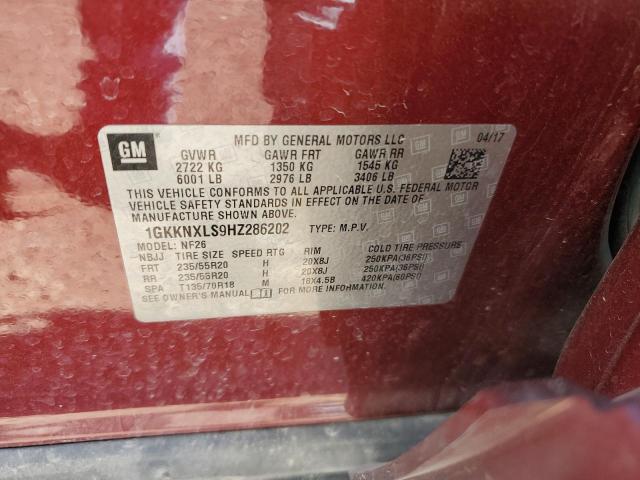 GM
MFD BY GENERAL MOTORS LLC 04/17
GVWR GAWR FRT GAWR RR
2722 KG 1350 KG 1545 KG
6001 LB 2976 LB 3406 LB
THIS VEHICLE CONFORMS TO ALL APPLICABLE U.S. FEDERAL MOTOR
VEHICLE SAFETY STANDARDS IN EFFECT ON THE DATE OF
MANUFACTURE SHOWN ABOVE.
1GKKNXLS9HZ286202 TYPE: M.P.V.
MODEL: NF26
NBJJ TIRE SIZE SPEED RTG RIM COLD TIRE PRESSURE
FRT 235/55R20 H 20X8J 250KPA(36PSI)
RR 235/55R20 H 20X8J 250KPA(36PSI)
SPA T135/70R18 M 18X4.5B 420KPA(60PSI)
SEE OWNER'S MANUAL FOR MORE INFORMATION.